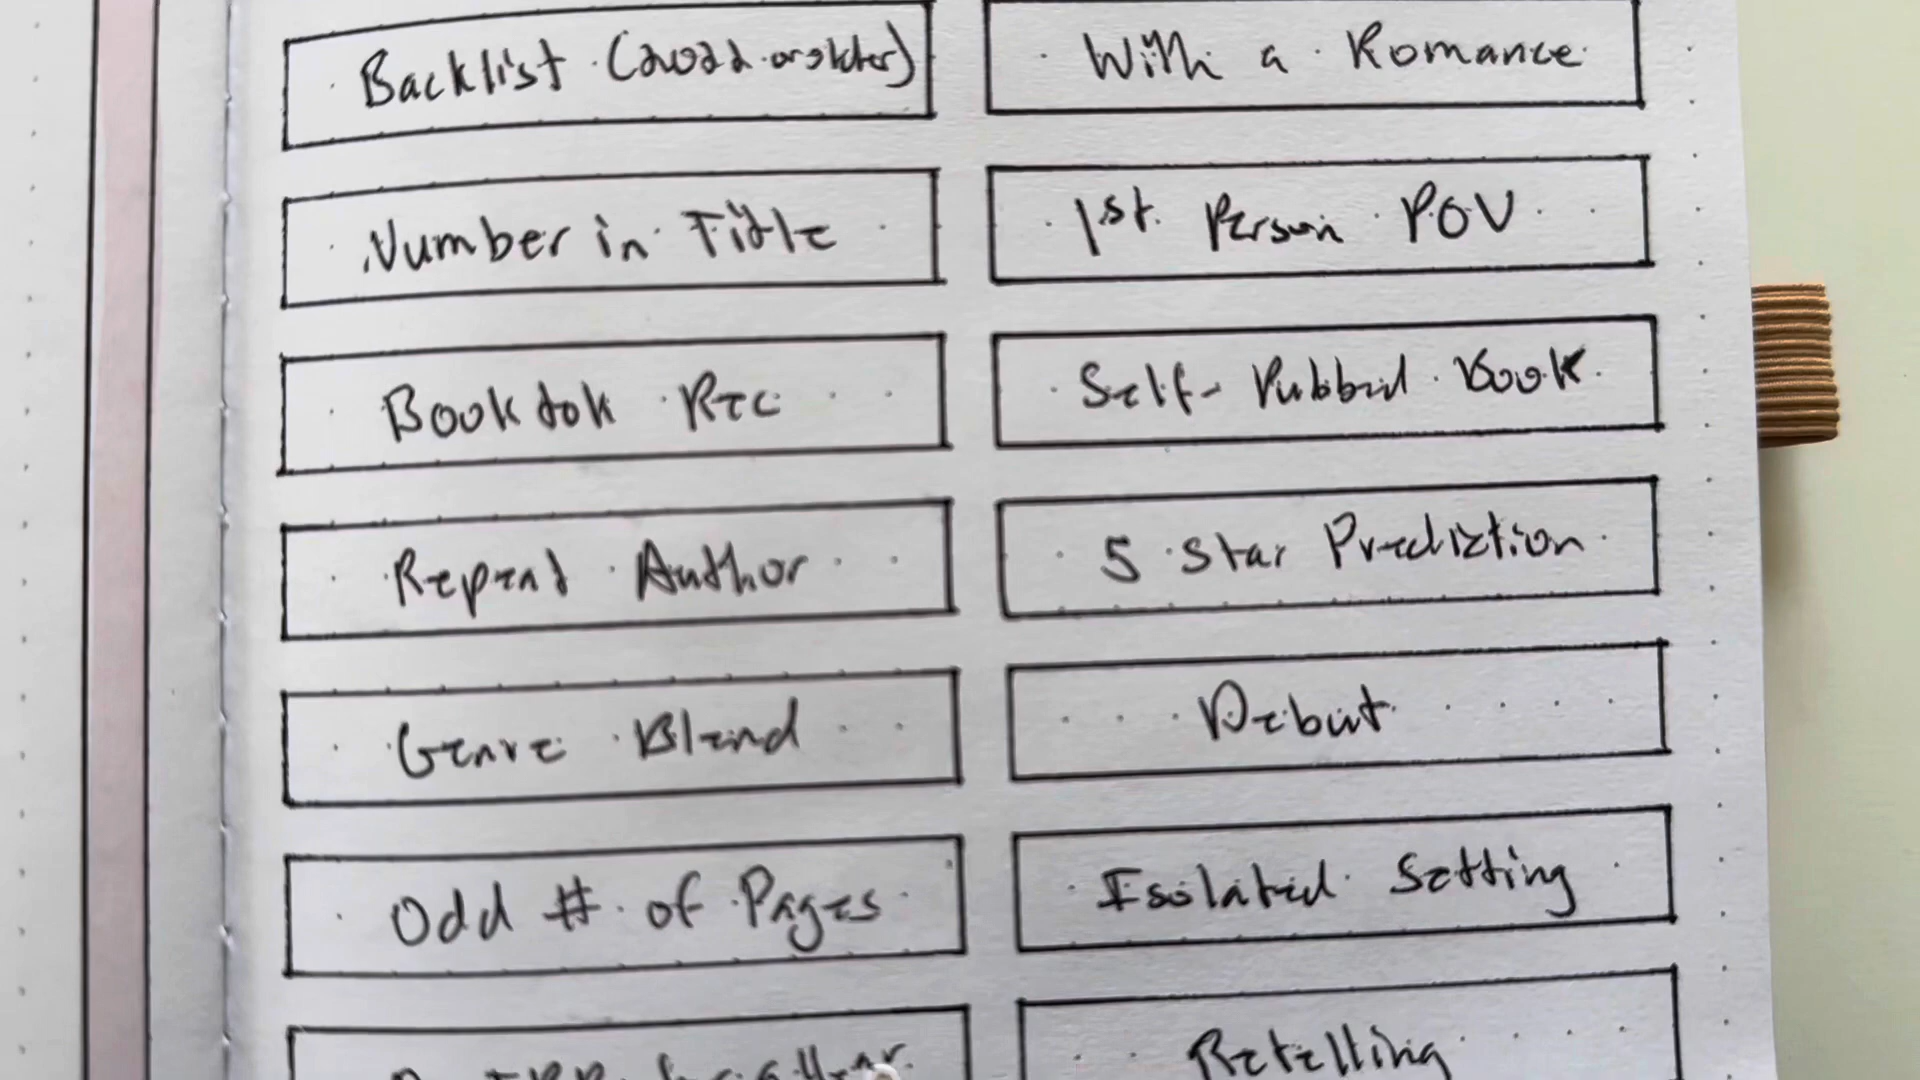 Backlist (2022 or older)
With a Romance
Number in Title
1st Person POV
Booktok Rec
Self-Pubbed Book
Repeat Author
5 Star Prediction
Genre Blend
Debut
Odd # of Pages
Isolated Setting
Retelling